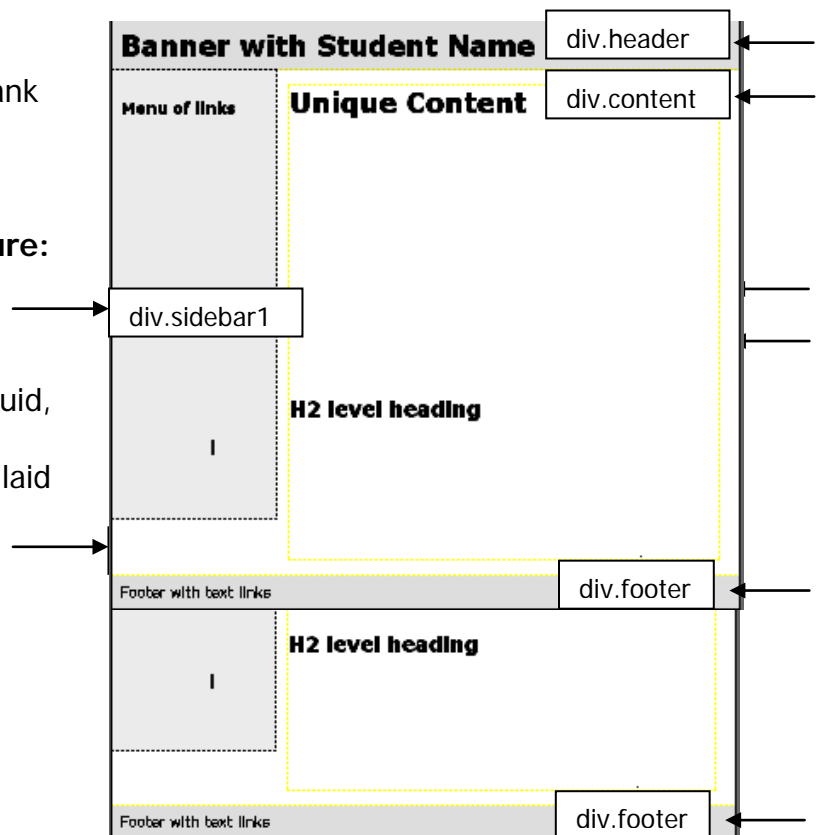 Banner with Student Name
div.header
ank
Menu of links
Unique Content
div.content
ure:
div.sidebar1
uid,
H2 level heading
laid
Footer with text links
div.footer
H2 level heading
Footer with text links
div.footer